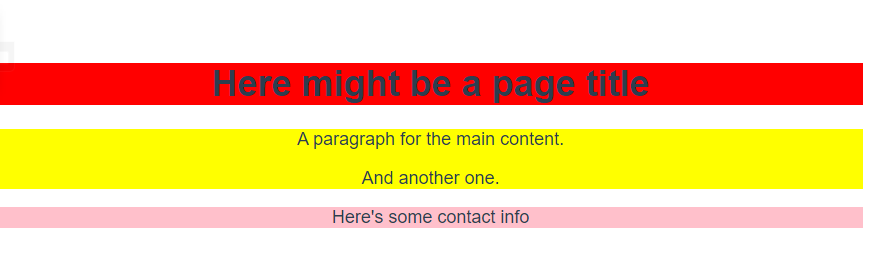 Here might be a page title
A paragraph for the main content.
And another one.
Here's some contact info